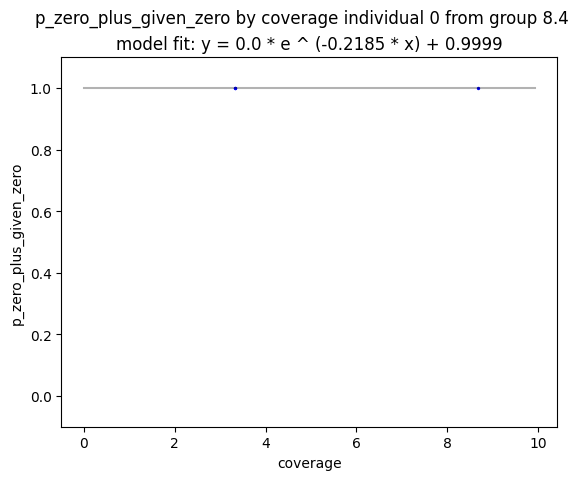 p_zero_plus_given_zero by coverage individual 0 from group 8.4
model fit: y = 0.0 * e ^ (-0.2185 * x) + 0.9999
p_zero_plus_given_zero
1.0
0.8
0.6
0.4
0.2
0.0
0 2 4 6 8 10
coverage